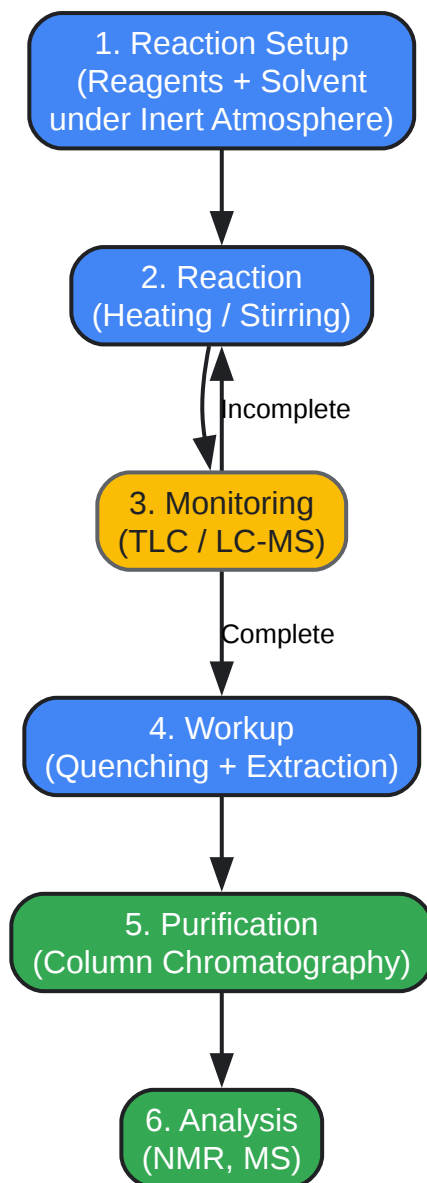 1. Reaction Setup
(Reagents + Solvent
under Inert Atmosphere)
2. Reaction
(Heating / Stirring)
Incomplete
3. Monitoring
(TLC / LC-MS)
Complete
4. Workup
(Quenching + Extraction)
5. Purification
(Column Chromatography)
6. Analysis
(NMR, MS)